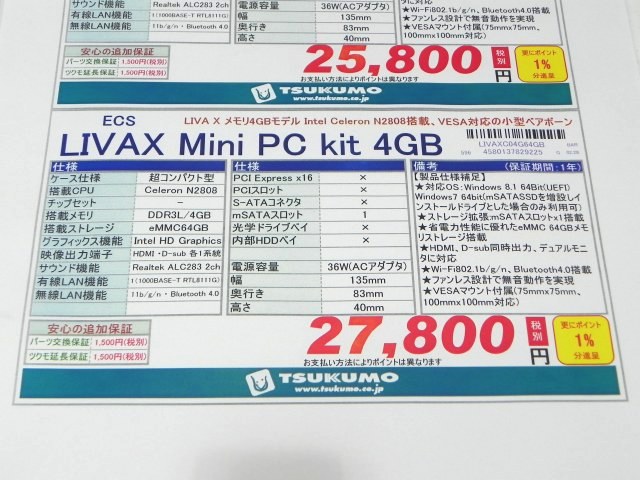 サウンド機能 Realtek ALC283 2ch
有線LAN機能 1(1000BASE-T RTL8111G)
無線LAN機能 11b/g/n・Bluetooth 4.0
電源容量 36W(ACアダプタ)
幅 135mm
奥行き 83mm
高さ 40mm
★Wi-Fi802.1b/g/n、Bluetooth4.0搭載
★ファンレス設計で無音動作を実現
★VESAマウント付属(75mmx75mm、
100mmx100mm対応)
安心の追加保証
パーツ交換保証 1,500円(税別)
ツクモ延長保証 1,500円(税別)
25,800 税別 円
お支払い方法によりポイントは異なります
更にポイント
1%
分進呈
TSUKUMO
www.tsukumo.co.jp
ECS
LIVA X メモリ4GBモデル Intel Celeron N2808搭載、VESA対応の小型ベアボーン
LIVAX Mini PC kit 4GB
LIVAXC04G64GB
4580137829225
仕様
ケース仕様 超コンパクト型
搭載CPU Celeron N2808
チップセット -
搭載メモリ DDR3L/4GB
搭載ストレージ eMMC64GB
グラフィックス機能 Intel HD Graphics
映像出力端子 HDMI・D-sub 各1系統
サウンド機能 Realtek ALC283 2ch
有線LAN機能 1(1000BASE-T RTL8111G)
無線LAN機能 11b/g/n・Bluetooth 4.0
仕様
PCI Express x16 ×
PCIスロット ×
S-ATAコネクタ ×
mSATAスロット 1
光学ドライブベイ ×
内部HDDベイ ×
電源容量 36W(ACアダプタ)
幅 135mm
奥行き 83mm
高さ 40mm
備考 (保証期間:1年)
【製品仕様補足】
★対応OS:Windows 8.1 64Bit(UEFI)
Windows7 64bit(mSATASSDを増設しイ
ンストールドライブとした場合のみ利用可)
★ストレージ拡張:mSATAスロットx1搭載
★省電力性能に優れたeMMC 64GBメモ
リストレージ搭載
★HDMI、D-sub同時出力、デュアルモニ
タに対応
★Wi-Fi802.1b/g/n、Bluetooth4.0搭載
★ファンレス設計で無音動作を実現
★VESAマウント付属(75mmx75mm、
100mmx100mm対応)
安心の追加保証
パーツ交換保証 1,500円(税別)
ツクモ延長保証 1,500円(税別)
27,800 税別 円
お支払い方法によりポイントは異なります
更にポイント
1%
分進呈
TSUKUMO
www.tsukumo.co.jp